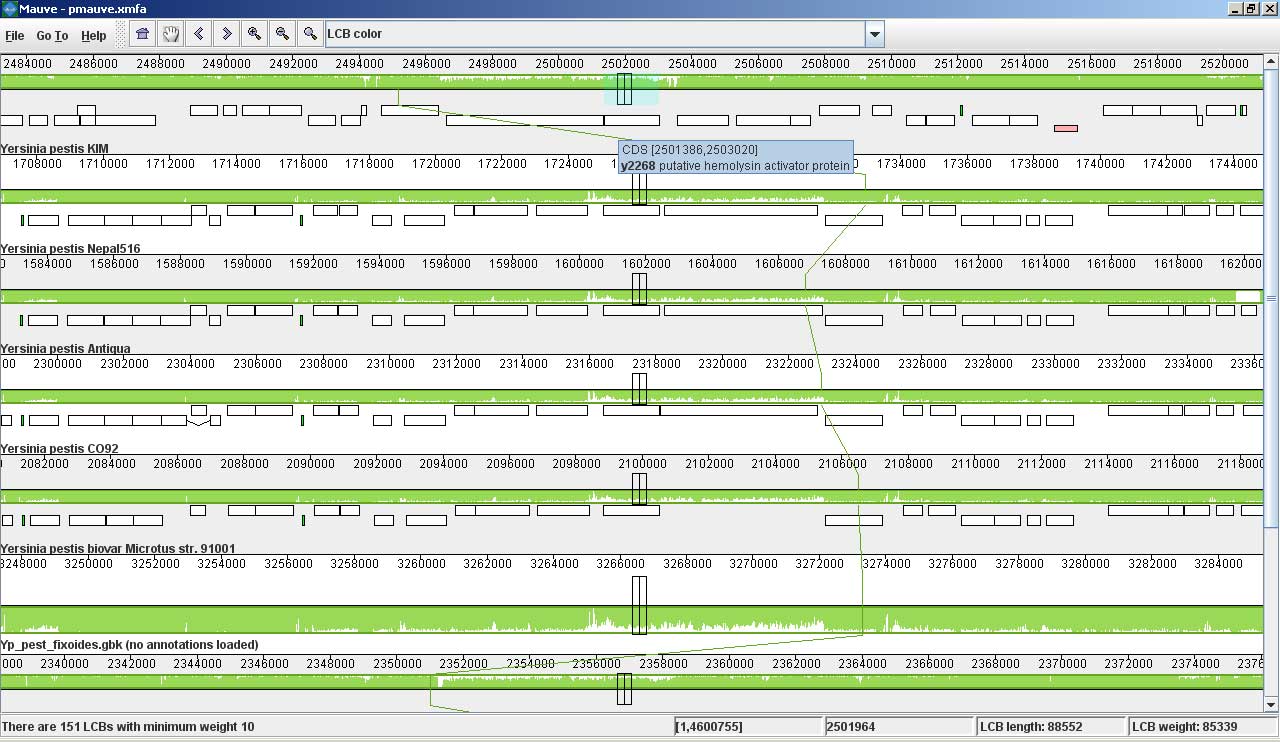 Mauve - pmauve.xmfa
File Go To Help LCB color
2484000 2486000 2488000 2490000 2492000 2494000 2496000 2498000 2500000 2502000 2504000 2506000 2508000 2510000 2512000 2514000 2516000 2518000 2520000
Yersinia pestis KIM
CDS [2501386,2503020]
y2268 putative hemolysin activator protein
1708000 1710000 1712000 1714000 1716000 1718000 1720000 1722000 1724000 1734000 1736000 1738000 1740000 1742000 1744000
Yersinia pestis Nepal516
0 1584000 1586000 1588000 1590000 1592000 1594000 1596000 1598000 1600000 1602000 1604000 1606000 1608000 1610000 1612000 1614000 1616000 1618000 1620000
Yersinia pestis Antiqua
00 2300000 2302000 2304000 2306000 2308000 2310000 2312000 2314000 2316000 2318000 2320000 2322000 2324000 2326000 2328000 2330000 2332000 2334000 23360
Yersinia pestis CO92
0 2082000 2084000 2086000 2088000 2090000 2092000 2094000 2096000 2098000 2100000 2102000 2104000 2106000 2108000 2110000 2112000 2114000 2116000 2118000
Yersinia pestis biovar Microtus str. 91001
3248000 3250000 3252000 3254000 3256000 3258000 3260000 3262000 3264000 3266000 3268000 3270000 3272000 3274000 3276000 3278000 3280000 3282000 3284000
Yp_pest_fixoides.gbk (no annotations loaded)
000 2340000 2342000 2344000 2346000 2348000 2350000 2352000 2354000 2356000 2358000 2360000 2362000 2364000 2366000 2368000 2370000 2372000 2374000 2376
There are 151 LCBs with minimum weight 10 [1,4600755] 2501964 LCB length: 88552 LCB weight: 85339